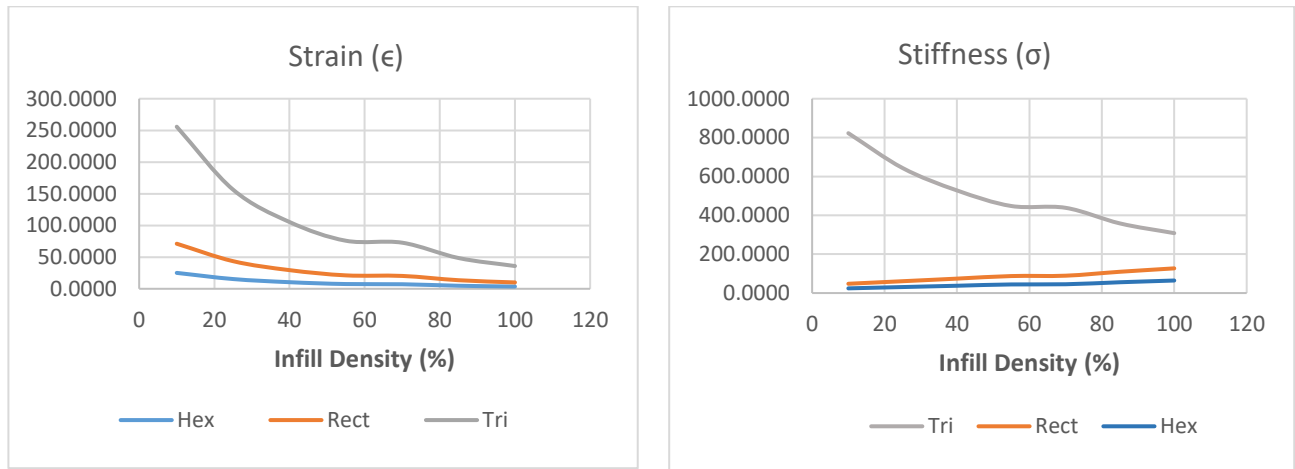 Strain (ϵ)
300.0000
250.0000
200.0000
150.0000
100.0000
50.0000
0.0000
0 20 40 60 80 100 120
Infill Density (%)
Hex Rect Tri
Stiffness (σ)
1000.0000
800.0000
600.0000
400.0000
200.0000
0.0000
0 20 40 60 80 100 120
Infill Density (%)
Tri Rect Hex